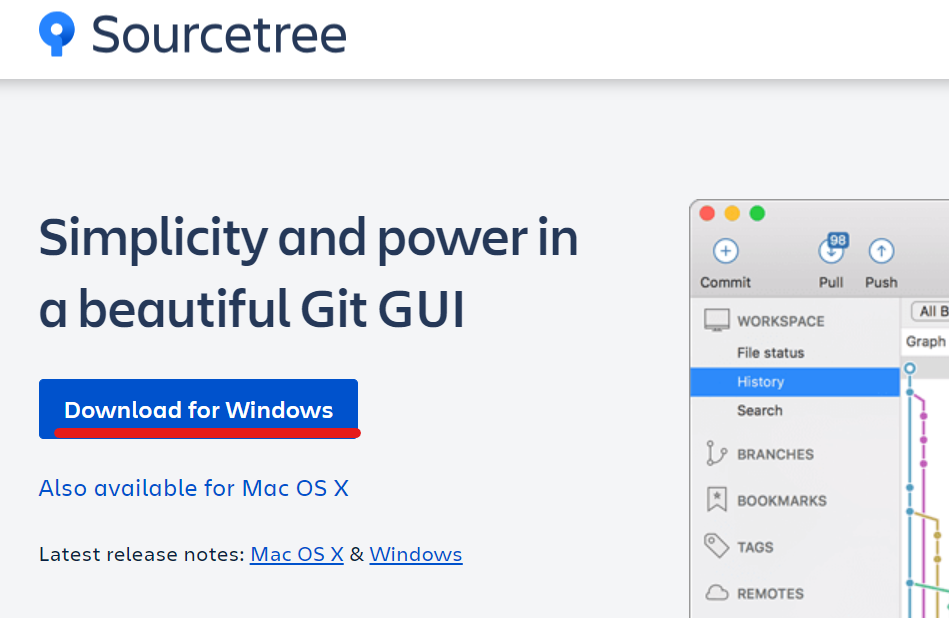 Sourcetree
Simplicity and power in
a beautiful Git GUI
Download for Windows
Also available for Mac OS X
Latest release notes: Mac OS X & Windows
98
Commit Pull Push
WORKSPACE
All B
File status
Graph
History
Search
BRANCHES
BOOKMARKS
TAGS
REMOTES